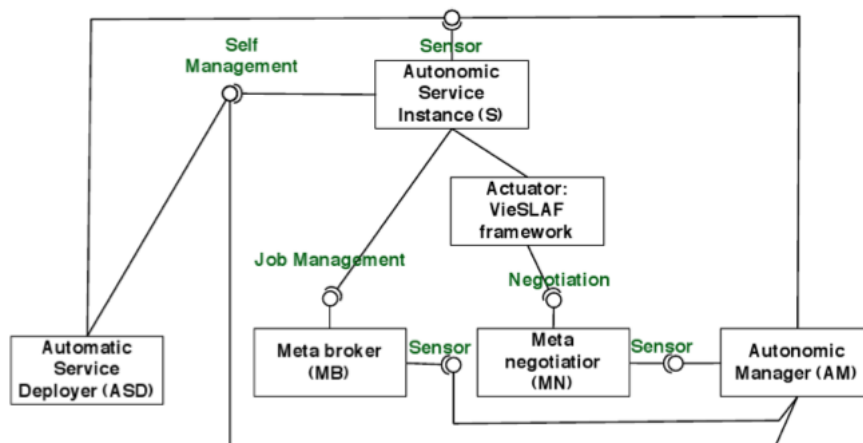 Self
Management
Sensor
Autonomic
Service
Instance (S)
Actuator:
VieSLAF
framework
Job Management
Negotiation
Automatic
Service
Deployer (ASD)
Meta broker
(MB)
Sensor
Meta
negotiatior
(MN)
Sensor
Autonomic
Manager (AM)